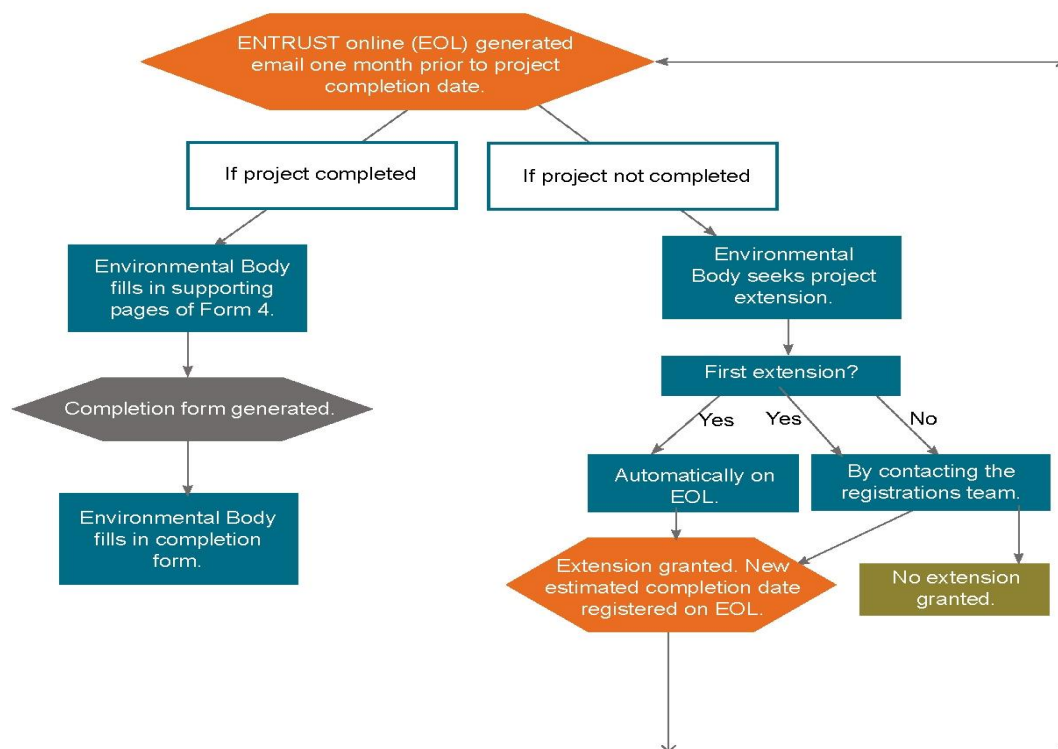 ENTRUST online (EOL) generated
email one month prior to project
completion date.
If project completed
If project not completed
Environmental Body
fills in supporting
pages of Form 4.
Environmental
Body seeks project
extension.
First extension?
Completion form generated.
Yes
Yes
No
Automatically on
EOL.
By contacting the
registrations team.
Environmental Body
fills in completion
form.
Extension granted. New
estimated completion date
registered on EOL.
No extension
granted.